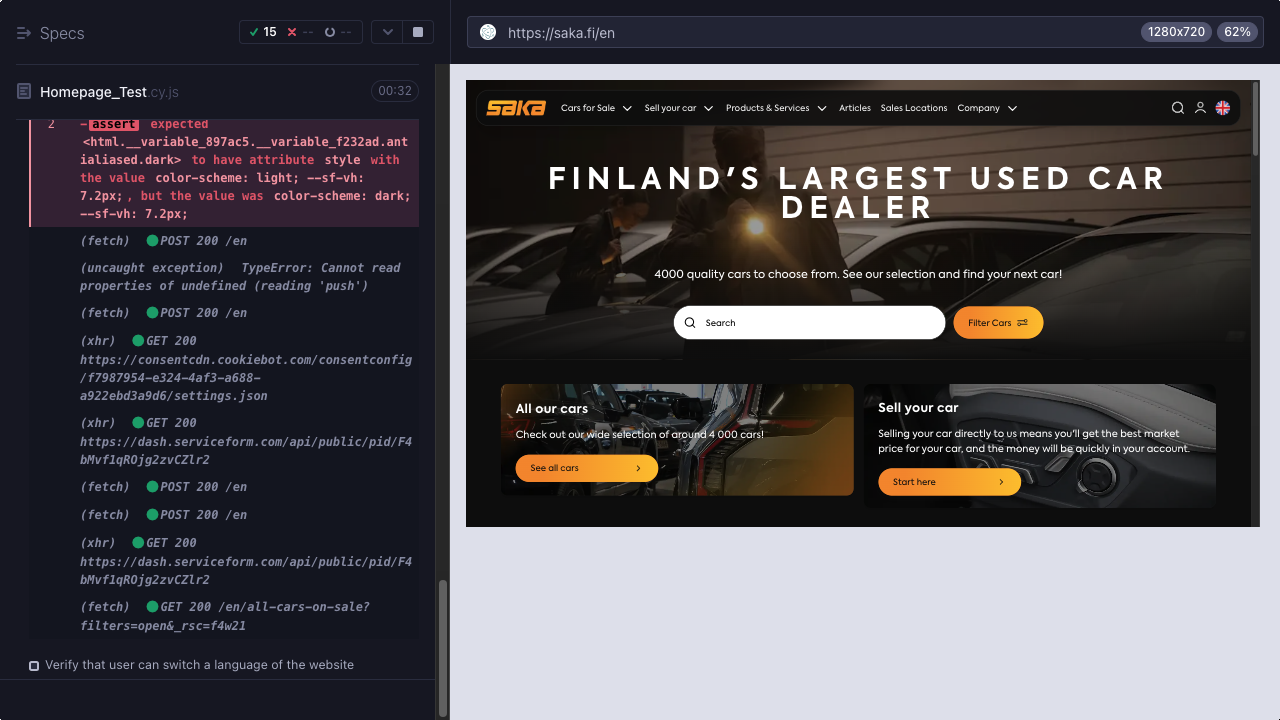 Specs
15
--
--
https://saka.fi/en
1280x720
62%
Homepage_Test.cy.js
00:32
2
-assert expected
<html.__variable_897ac5.__variable_f232ad.ant
ialiased.dark> to have attribute style with
the value color-scheme: light; --sf-vh:
7.2px;, but the value was color-scheme: dark;
--sf-vh: 7.2px;
(fetch) POST 200 /en
(uncaught exception) TypeError: Cannot read
properties of undefined (reading 'push')
(fetch) POST 200 /en
(xhr) GET 200
https://consentcdn.cookiebot.com/consentconfig
/f7987954-e324-4af3-a688-
a922ebd3a9d6/settings.json
(xhr) GET 200
https://dash.serviceform.com/api/public/pid/F4
bMvf1qROjg2zvCZlr2
(fetch) POST 200 /en
(fetch) POST 200 /en
(xhr) GET 200
https://dash.serviceform.com/api/public/pid/F4
bMvf1qROjg2zvCZlr2
(fetch) GET 200 /en/all-cars-on-sale?
filters=open&_rsc=f4w21
Verify that user can switch a language of the website
saka
Cars for Sale
Sell your car
Products & Services
Articles
Sales Locations
Company
FINLAND'S LARGEST USED CAR
DEALER
4000 quality cars to choose from. See our selection and find your next car!
Search
Filter Cars
All our cars
Check out our wide selection of around 4 000 cars!
See all cars
Sell your car
Selling your car directly to us means you'll get the best market
price for your car, and the money will be quickly in your account.
Start here